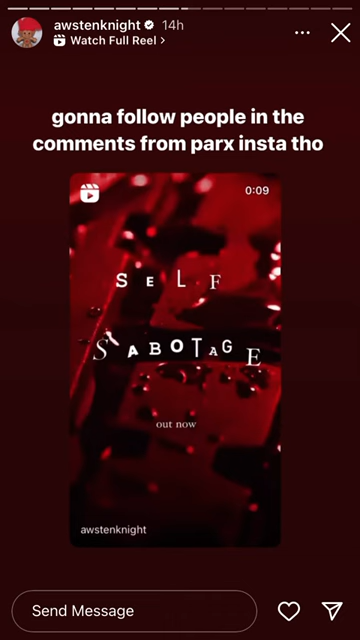 awstenknight 14h
Watch Full Reel >
gonna follow people in the
comments from parx insta tho
0:09
SELF
SABOTAGE
out now
awstenknight
Send Message